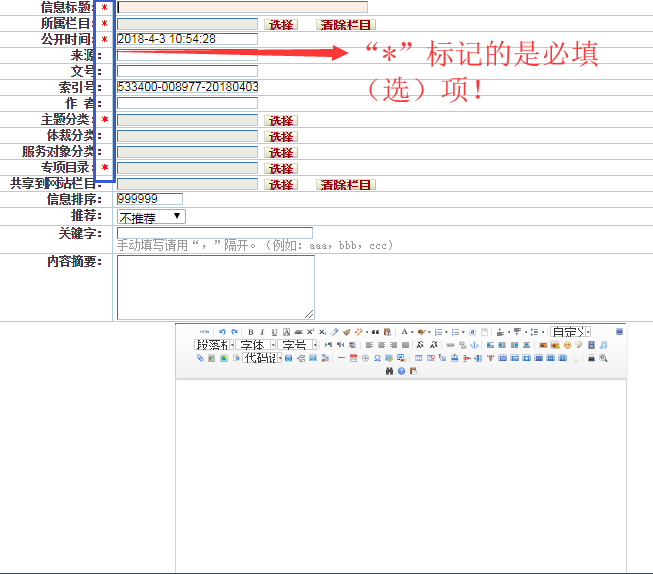 信息标题: *
所属栏目: * 选择 清除栏目
公开时间: * 2018-4-3 10:54:28
来源:
文号:
索引号: 533400-008977-20180403
作 者:
主题分类: * 选择
体裁分类: 选择
服务对象分类: 选择
专项目录: * 选择
共享到网站栏目: 选择 清除栏目
信息排序: 999999
推荐: 不推荐
关键字:
手动填写请用“，”隔开。（例如：aaa，bbb，ccc）
内容摘要:
“*”标记的是必填
（选）项！
HTML B I U A ABC 自定义
段落格 字体 字号
代码语